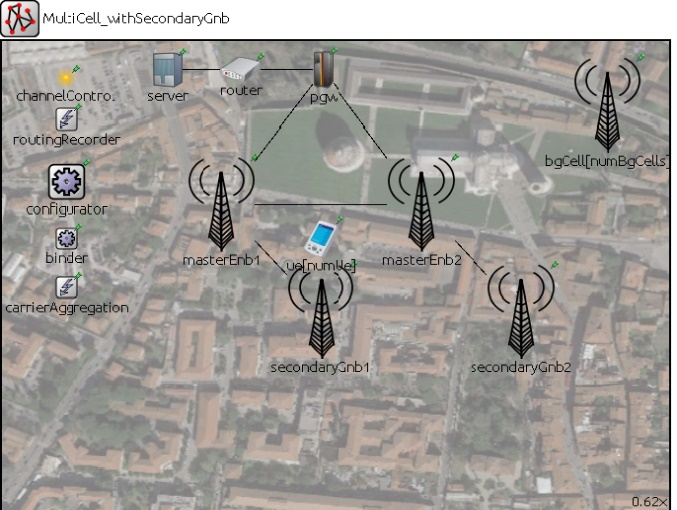 MultiCell_withSecondaryGnb
channelContro.
server
router
pgw
routingRecorder
bgCell[numBgCells]
configurator
masterEnb1
ue[numUe]
masterEnb2
binder
carrierAggregation
secondaryGnb1
secondaryGnb2
0.62x